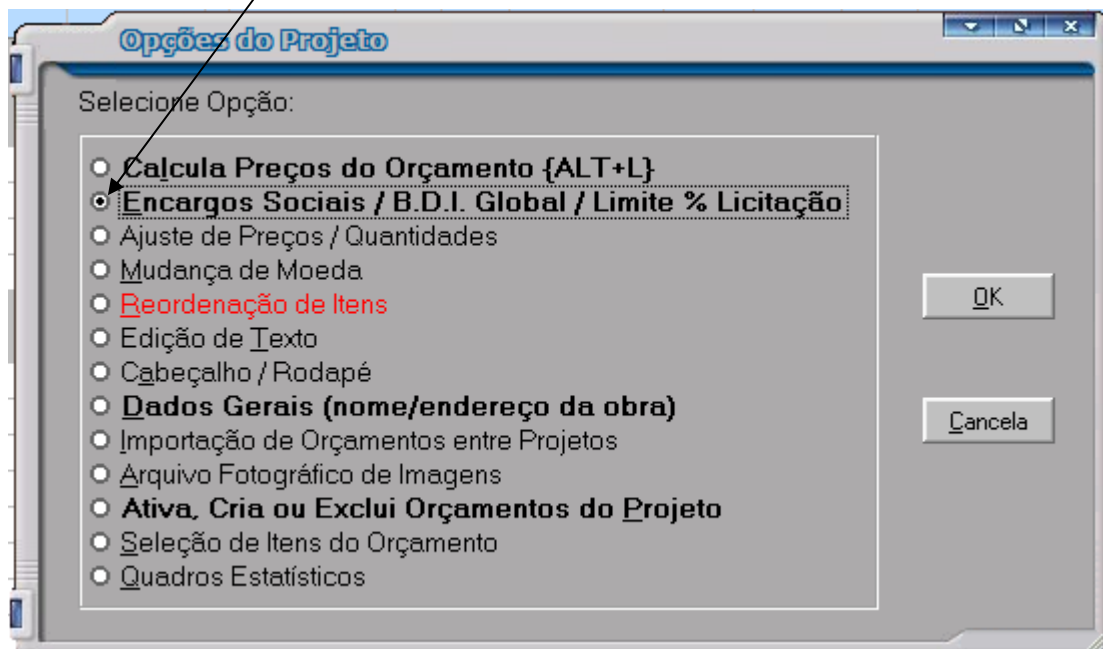 Opções do Projeto
Selecione Opção:
Calcula Preços do Orçamento {ALT+L}
Encargos Sociais / B.D.I. Global / Limite % Licitação
Ajuste de Preços / Quantidades
Mudança de Moeda
Reordenação de Itens
Edição de Texto
Cabeçalho / Rodapé
Dados Gerais (nome/endereço da obra)
Importação de Orçamentos entre Projetos
Arquivo Fotográfico de Imagens
Ativa, Cria ou Exclui Orçamentos do Projeto
Seleção de Itens do Orçamento
Quadros Estatísticos
OK
Cancela